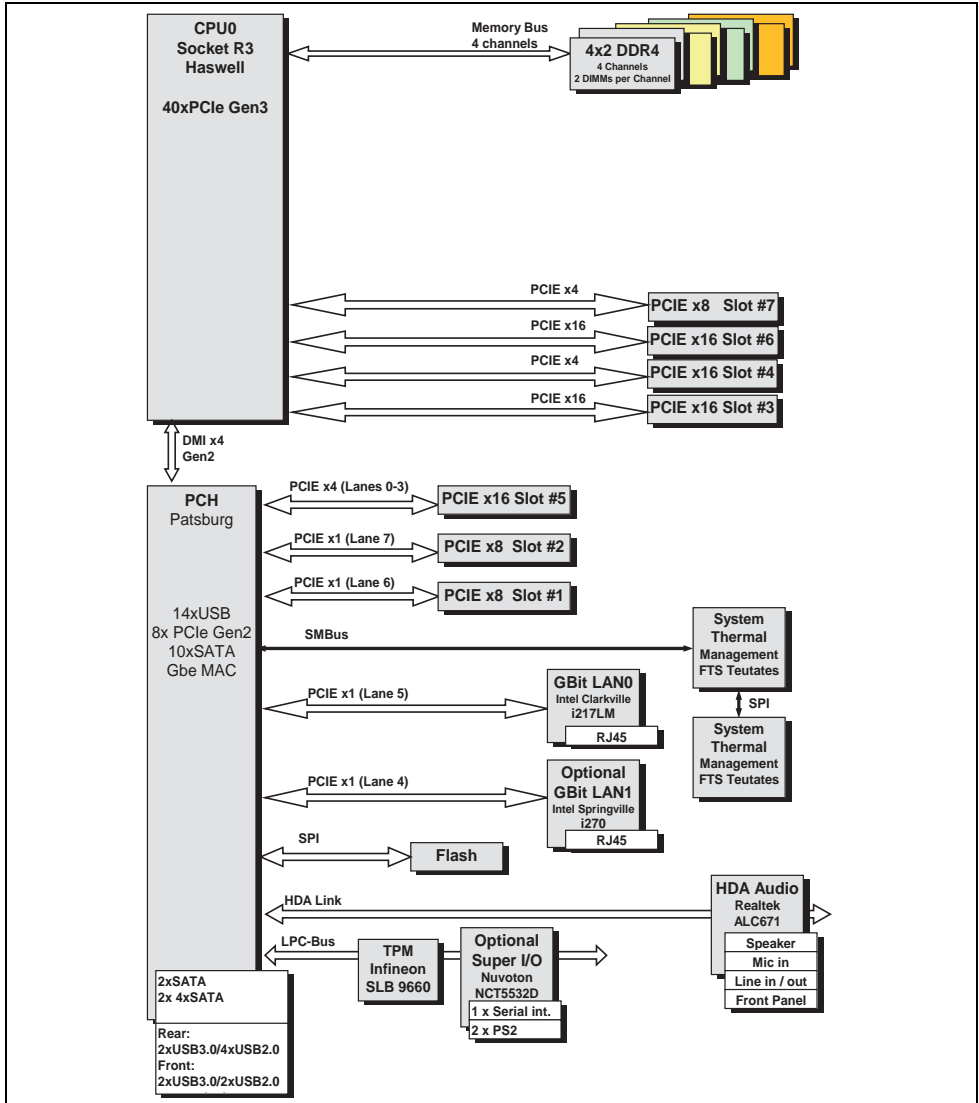 CPU0
Socket R3
Haswell
40xPCIe Gen3
Memory Bus
4 channels
4x2 DDR4
4 Channels
2 DIMMs per Channel
PCIE x4
PCIE x8 Slot #7
PCIE x16
PCIE x16 Slot #6
PCIE x4
PCIE x16 Slot #4
PCIE x16
PCIE x16 Slot #3
DMI x4
Gen2
PCH
Patsburg
14xUSB
8x PCIe Gen2
10xSATA
Gbe MAC
PCIE x4 (Lanes 0-3)
PCIE x16 Slot #5
PCIE x1 (Lane 7)
PCIE x8 Slot #2
PCIE x1 (Lane 6)
PCIE x8 Slot #1
SMBus
System
Thermal
Management
FTS Teutates
SPI
System
Thermal
Management
FTS Teutates
PCIE x1 (Lane 5)
GBit LAN0
Intel Clarkville
i217LM
RJ45
PCIE x1 (Lane 4)
Optional
GBit LAN1
Intel Springville
i270
RJ45
SPI
Flash
HDA Link
HDA Audio
Realtek
ALC671
Speaker
Mic in
Line in / out
Front Panel
LPC-Bus
TPM
Infineon
SLB 9660
Optional
Super I/O
Nuvoton
NCT5532D
1 x Serial int.
2 x PS2
2xSATA
2x 4xSATA
Rear:
2xUSB3.0/4xUSB2.0
Front:
2xUSB3.0/2xUSB2.0